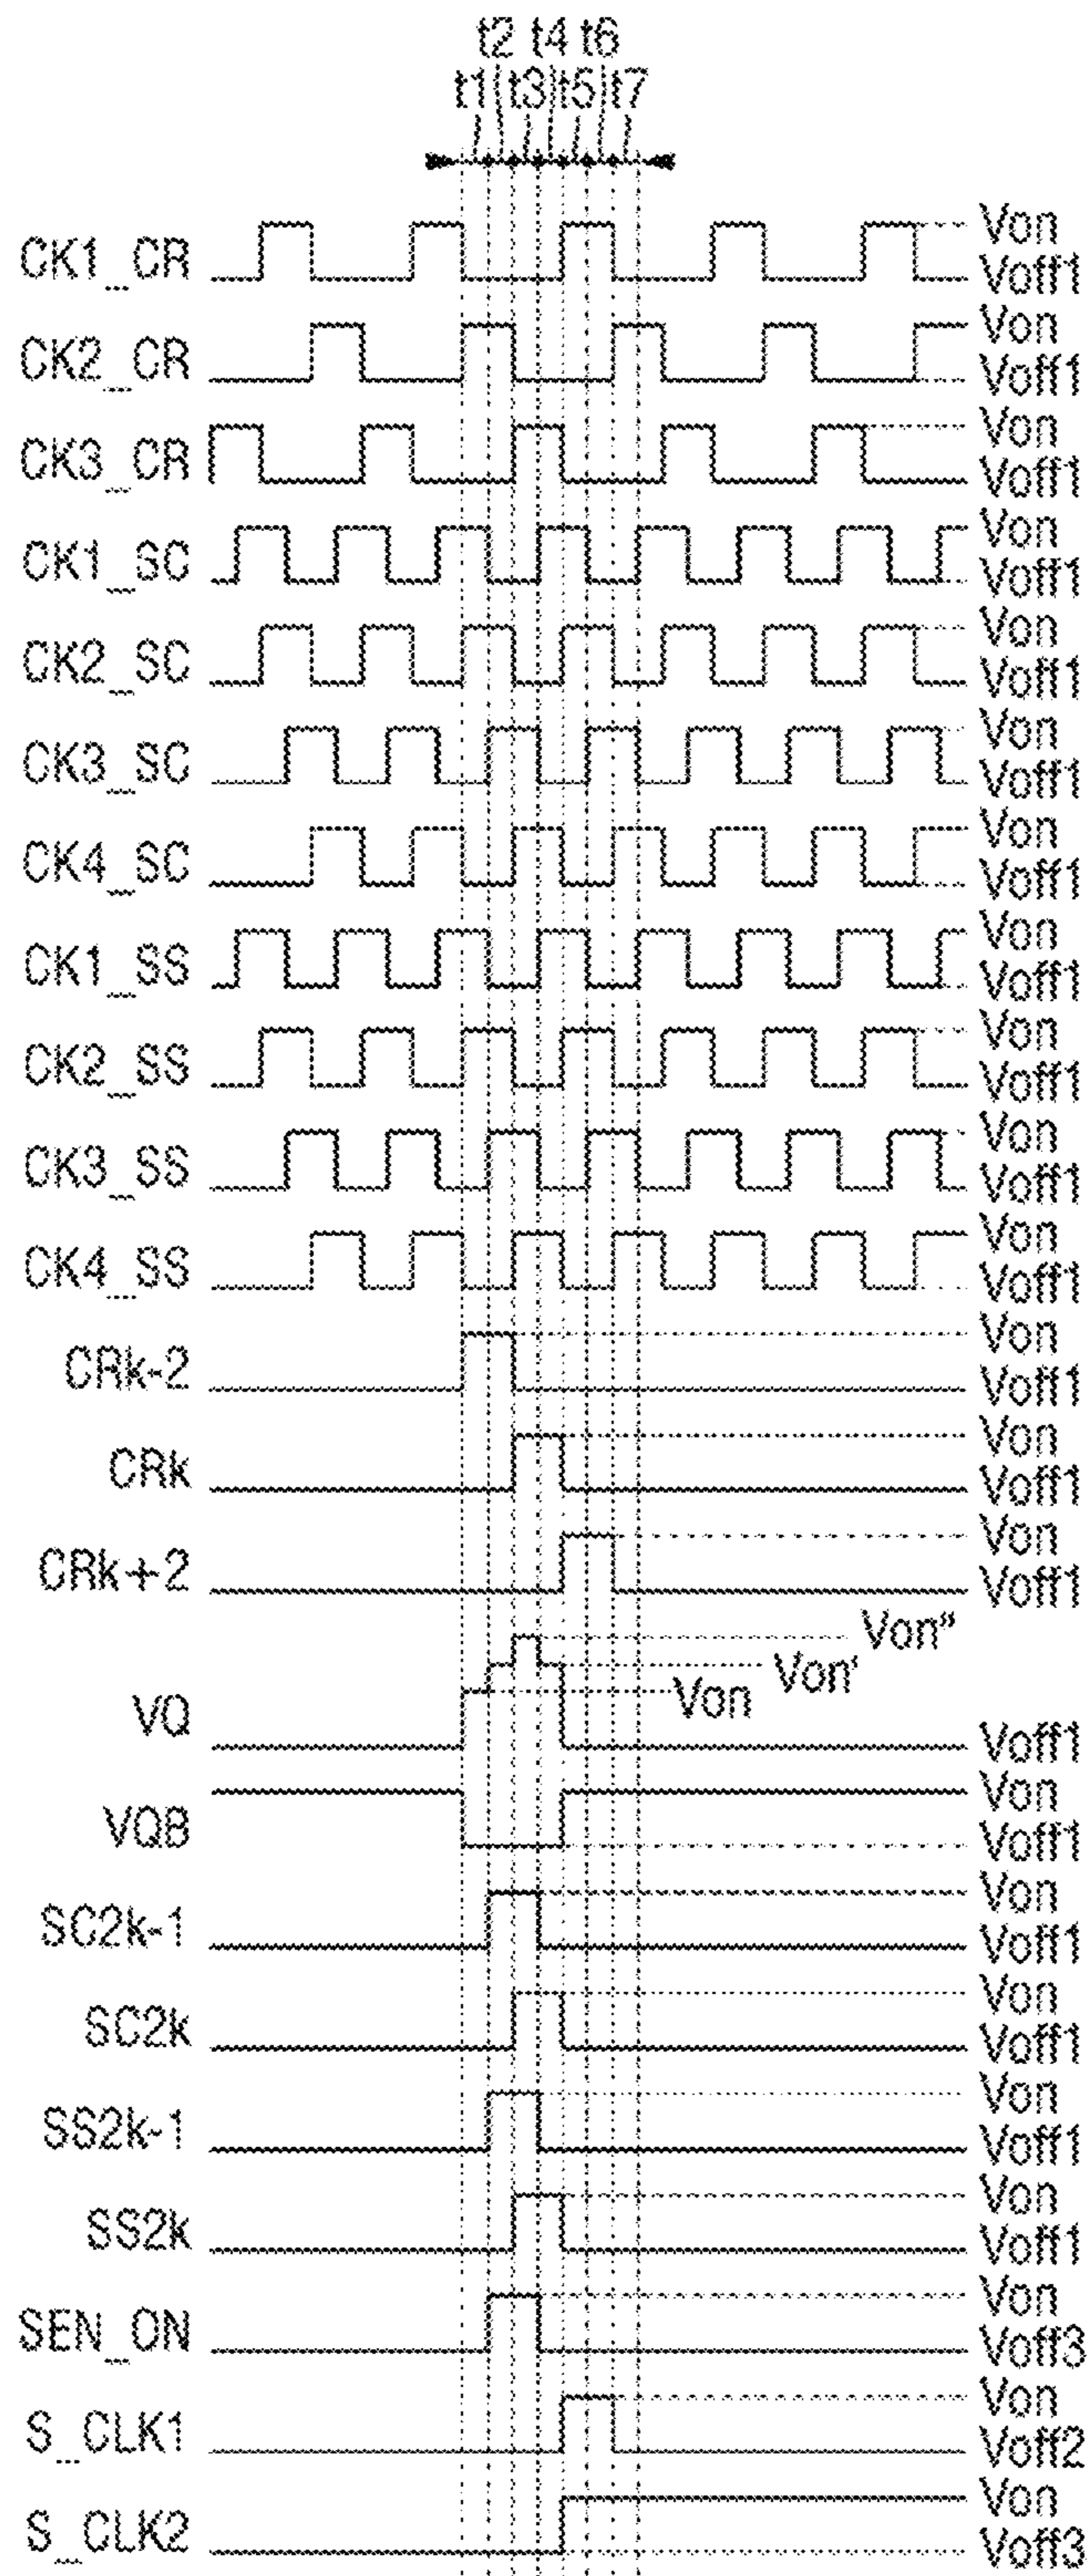 t2 t4 t6
t1 t3 t5 t7
CK1_CR Von
Voff1
CK2_CR Von
Voff1
CK3_CR Von
Voff1
CK1_SC Von
Voff1
CK2_SC Von
Voff1
CK3_SC Von
Voff1
CK4_SC Von
Voff1
CK1_SS Von
Voff1
CK2_SS Von
Voff1
CK3_SS Von
Voff1
CK4_SS Von
Voff1
CRk-2 Von
Voff1
CRk Von
Voff1
CRk+2 Von
Voff1
Von"
Von'
VQ Von
Voff1
VQB Von
Voff1
SC2k-1 Von
Voff1
SC2k Von
Voff1
SS2k-1 Von
Voff1
SS2k Von
Voff1
SEN_ON Von
Voff3
S_CLK1 Von
Voff2
S_CLK2 Von
Voff3